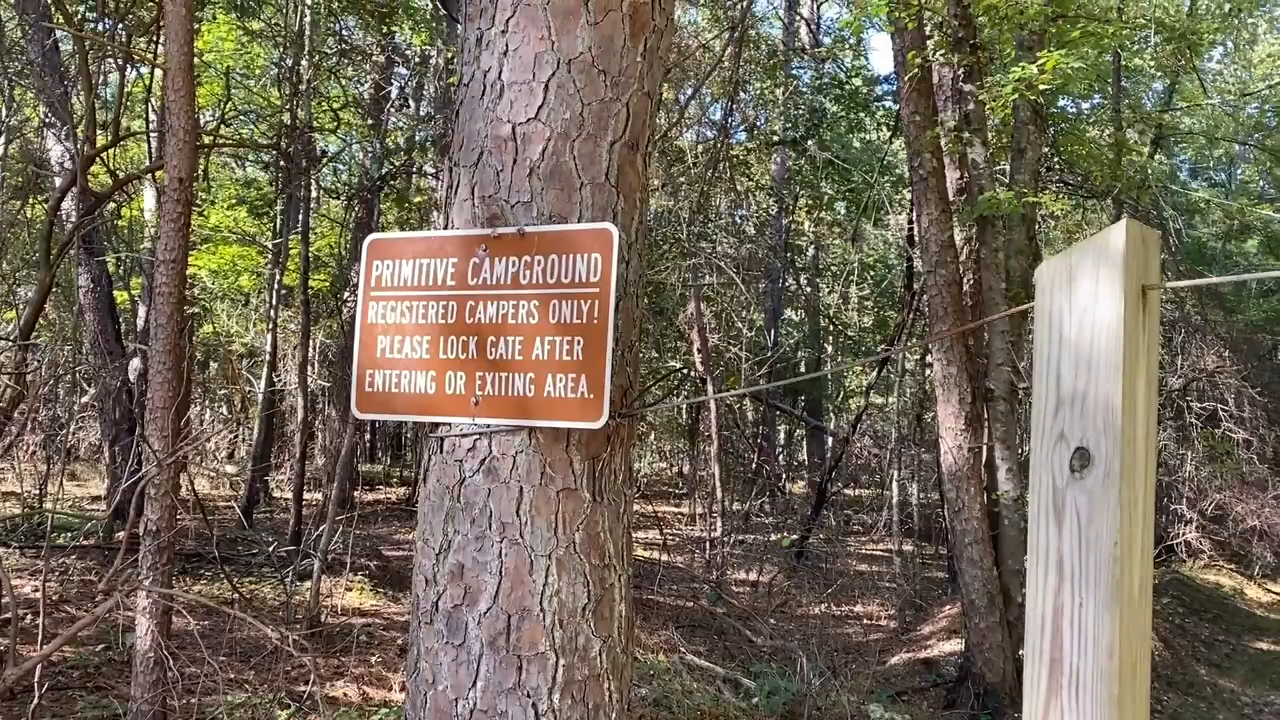 PRIMITIVE CAMPGROUND
REGISTERED CAMPERS ONLY!
PLEASE LOCK GATE AFTER
ENTERING OR EXITING AREA.